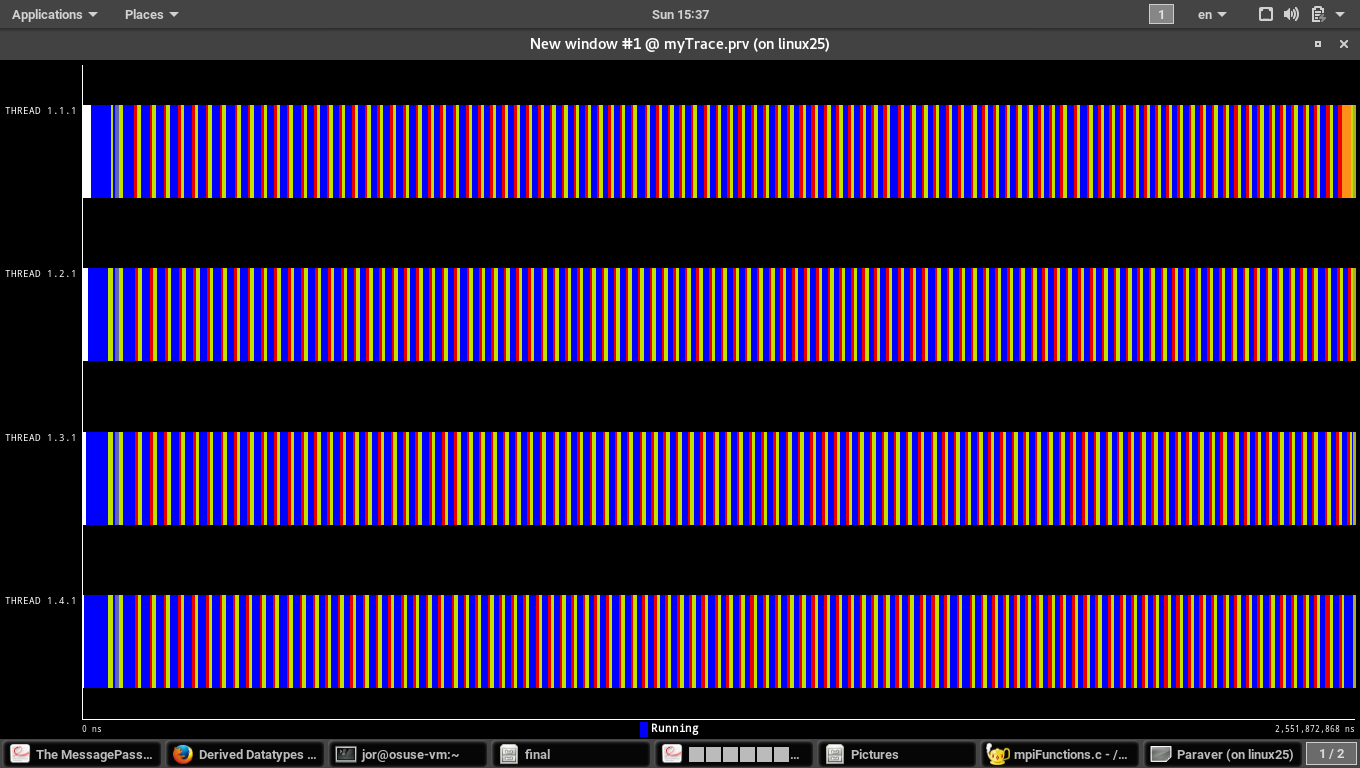 Applications Places Sun 15:37 1 en
New window #1 @ myTrace.prv (on linux25)
THREAD 1.1.1
THREAD 1.2.1
THREAD 1.3.1
THREAD 1.4.1
0 ns Running 2,551,872,868 ns
The MessagePass... Derived Datatypes ... jor@osuse-vm:~ final ... Pictures mpiFunctions.c - /... Paraver (on linux25) 1 / 2